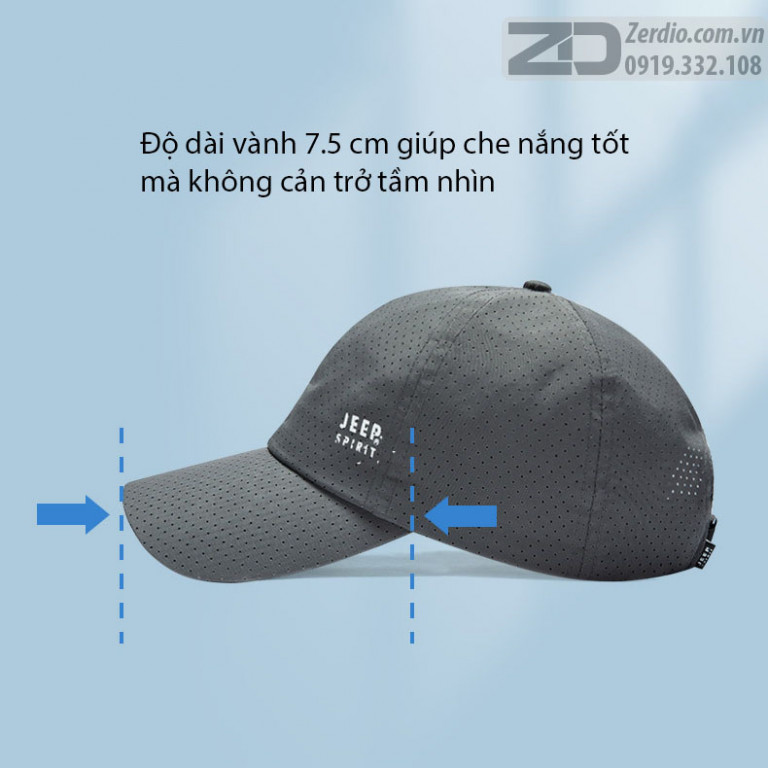 ZD Zerdio.com.vn
0919.332.108
Độ dài vành 7.5 cm giúp che nắng tốt
mà không cản trở tầm nhìn
JEEP
SPIRIT
JEEP